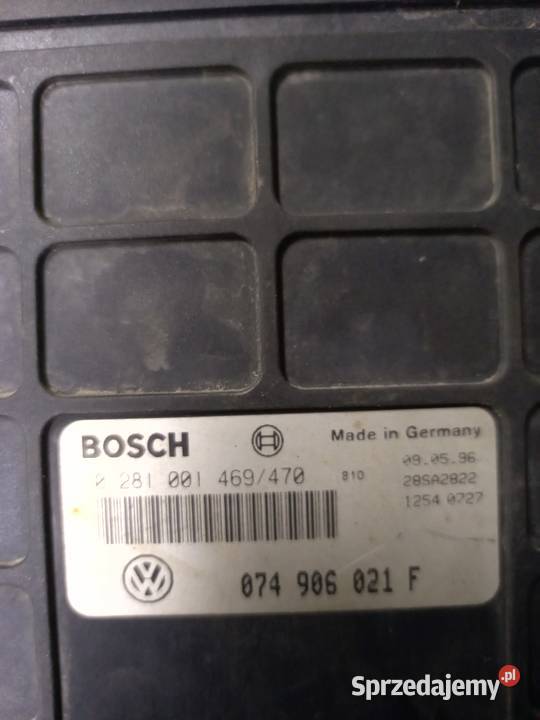 BOSCH
Made in Germany
0 281 001 469/470
810
09.05.96
28SA2822
1254 0727
074 906 021 F
Sprzedajemy.pl